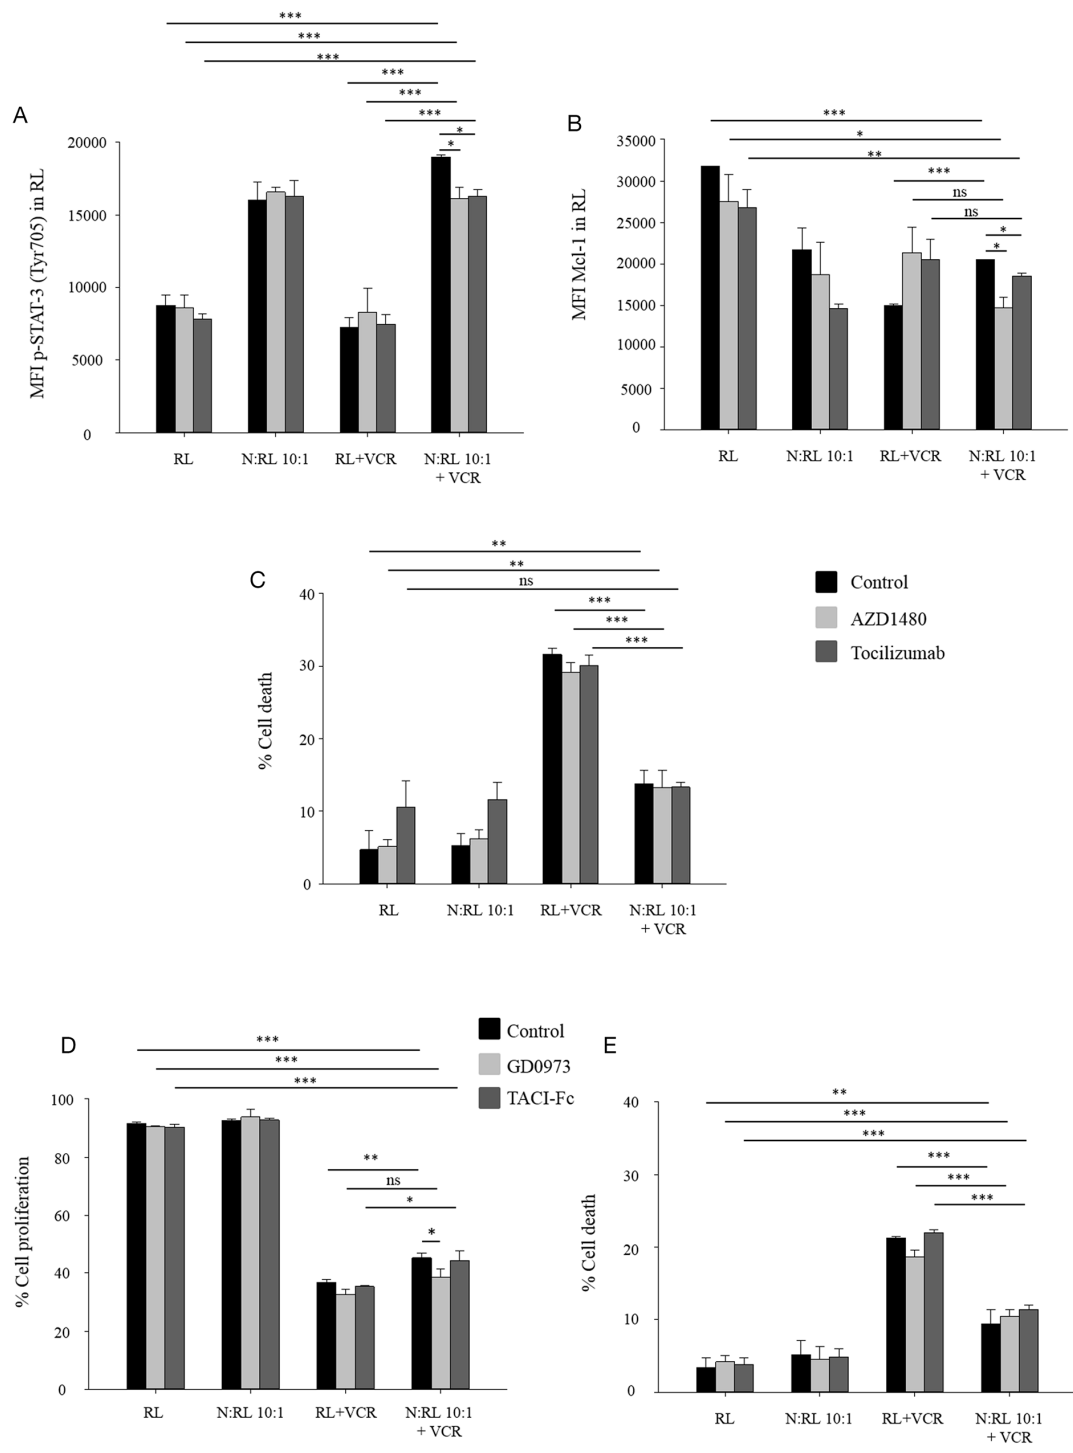 ***
***
***
***
***
***
*
*
A
MFI p-STAT-3 (Tyr705) in RL
20000
15000
10000
5000
0
RL
N:RL 10:1
RL+VCR
N:RL 10:1
+ VCR
***
*
**
***
ns
ns
*
*
B
MFI Mcl-1 in RL
35000
30000
25000
20000
15000
10000
5000
0
RL
N:RL 10:1
RL+VCR
N:RL 10:1
+ VCR
**
**
ns
***
***
***
C
% Cell death
40
30
20
10
0
RL
N:RL 10:1
RL+VCR
N:RL 10:1
+ VCR
Control
AZD1480
Tocilizumab
D
***
***
***
**
ns
*
*
% Cell proliferation
100
80
60
40
20
0
RL
N:RL 10:1
RL+VCR
N:RL 10:1
+ VCR
Control
GD0973
TACI-Fc
E
**
***
***
***
***
***
% Cell death
40
30
20
10
0
RL
N:RL 10:1
RL+VCR
N:RL 10:1
+ VCR